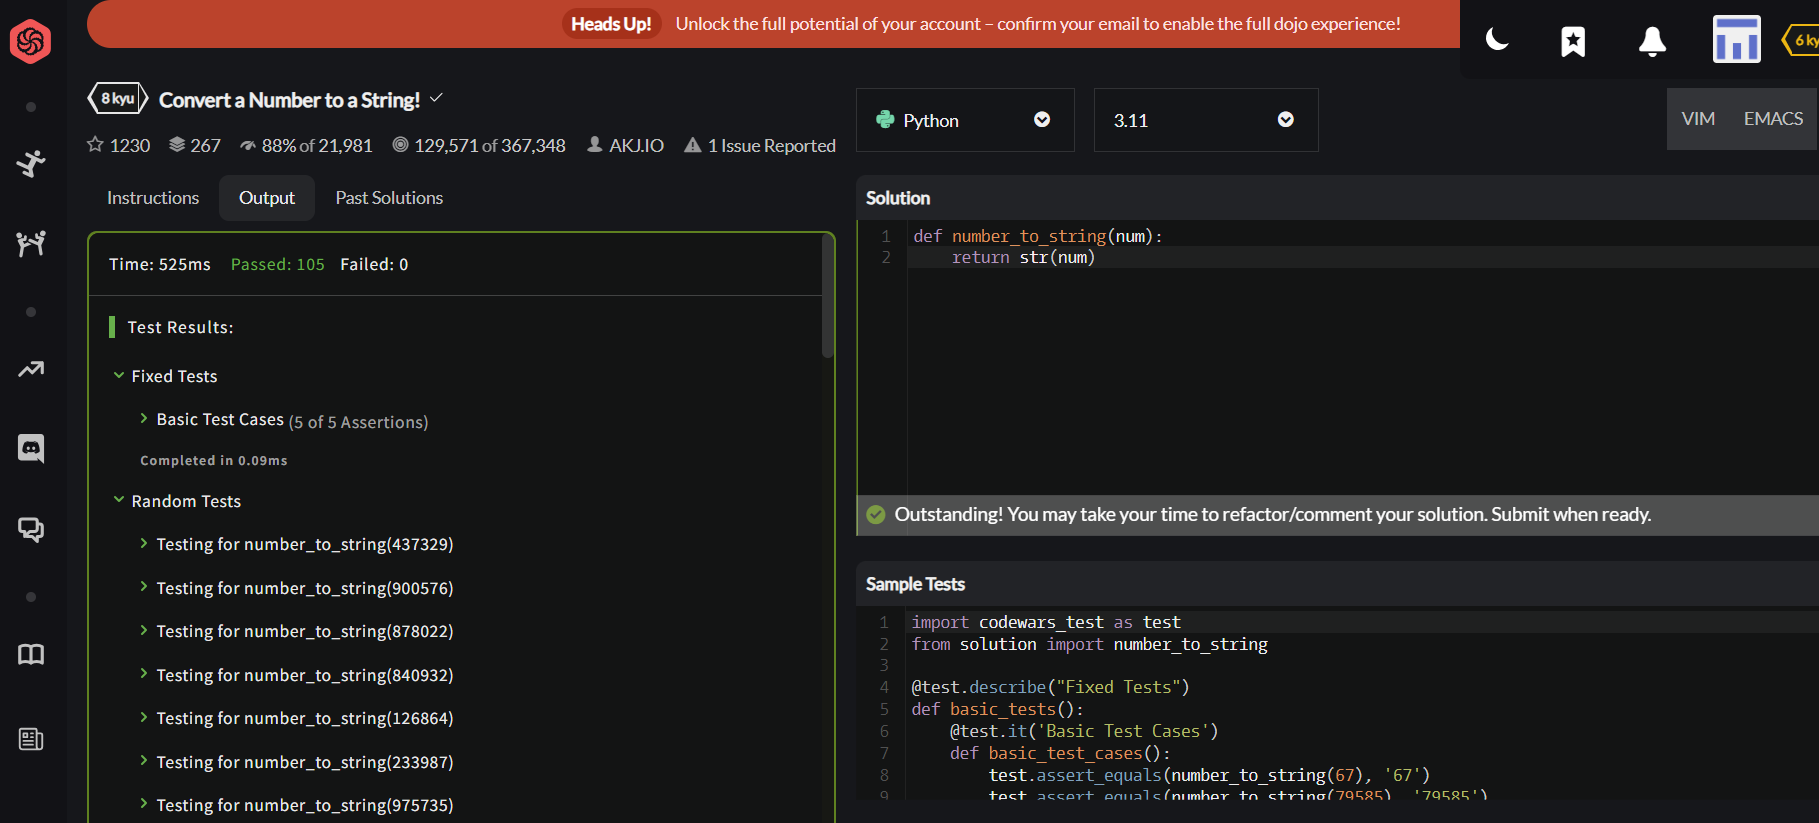 Heads Up! Unlock the full potential of your account – confirm your email to enable the full dojo experience!
6 ky
8 kyu Convert a Number to a String!
1230 267 88% of 21,981 129,571 of 367,348 AKJ.IO 1 Issue Reported
Python 3.11 VIM EMACS
Instructions Output Past Solutions
Time: 525ms Passed: 105 Failed: 0
Test Results:
Fixed Tests
Basic Test Cases (5 of 5 Assertions)
Completed in 0.09ms
Random Tests
Testing for number_to_string(437329)
Testing for number_to_string(900576)
Testing for number_to_string(878022)
Testing for number_to_string(840932)
Testing for number_to_string(126864)
Testing for number_to_string(233987)
Testing for number_to_string(975735)
Solution
1 def number_to_string(num):
2     return str(num)
Outstanding! You may take your time to refactor/comment your solution. Submit when ready.
Sample Tests
1 import codewars_test as test
2 from solution import number_to_string
3
4 @test.describe("Fixed Tests")
5 def basic_tests():
6     @test.it('Basic Test Cases')
7     def basic_test_cases():
8         test.assert_equals(number_to_string(67), '67')
9         test.assert_equals(number_to_string(79585), '79585')